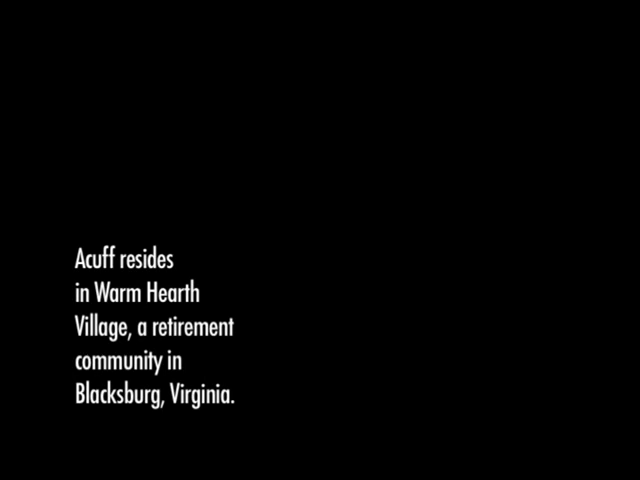 Acuff resides
in Warm Hearth
Village, a retirement
community in
Blacksburg, Virginia.